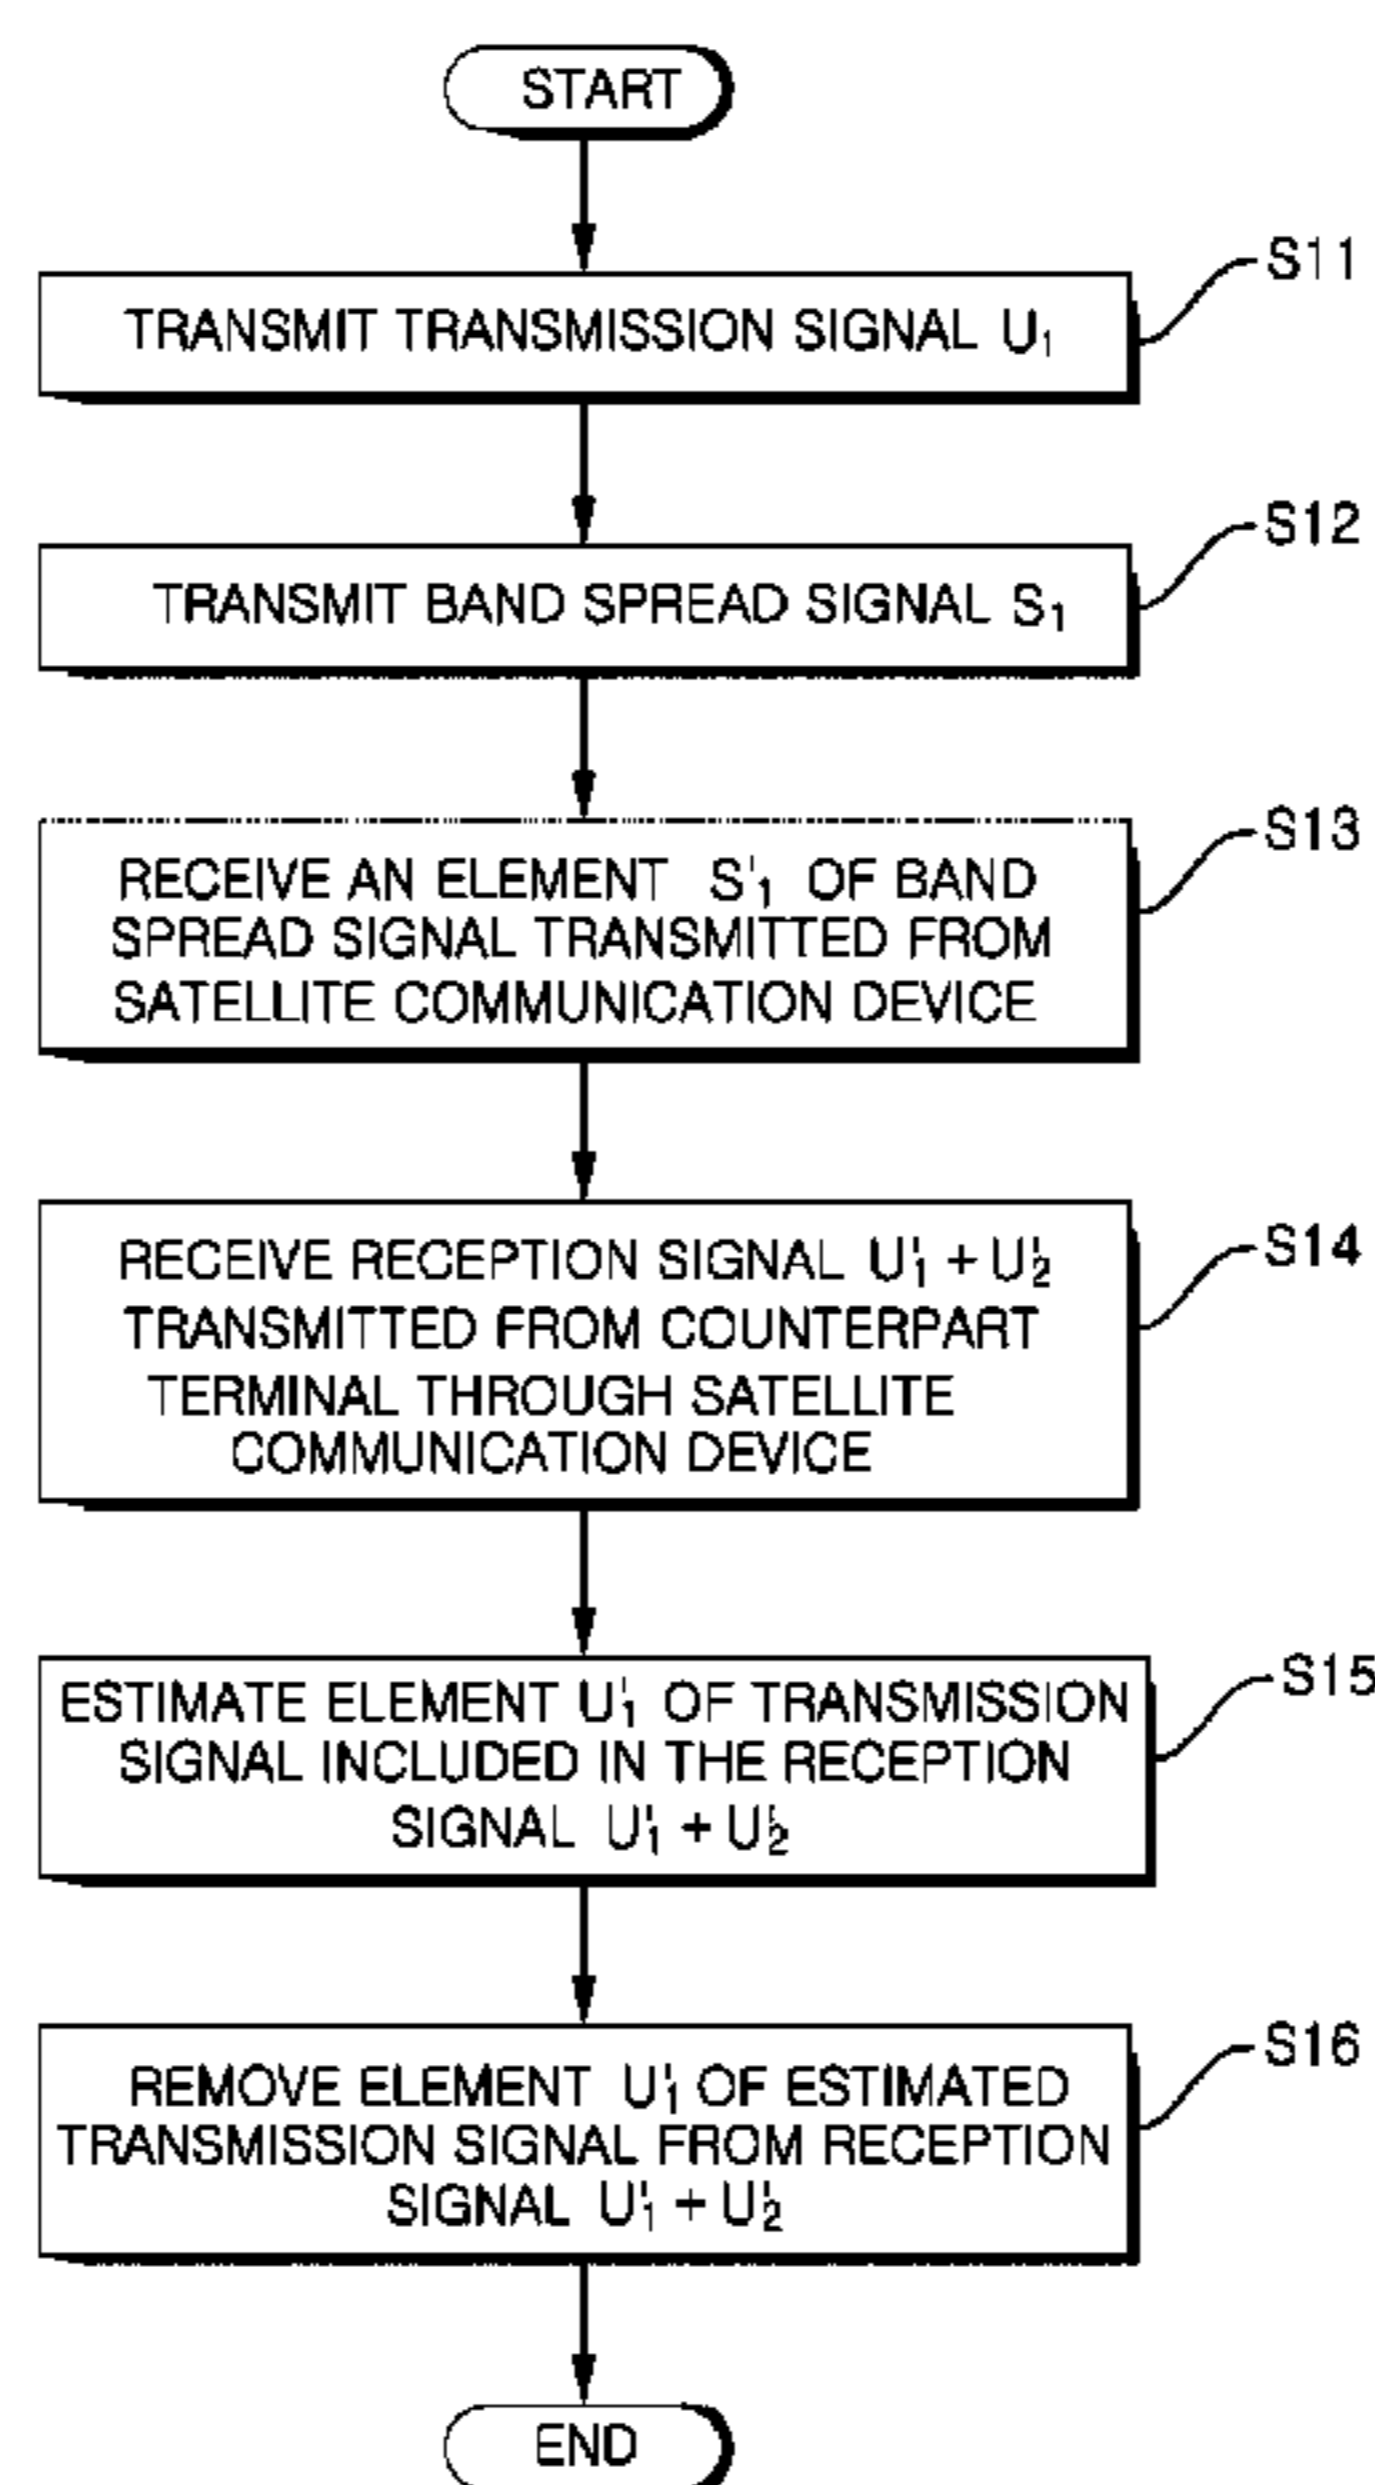 START
S11
TRANSMIT TRANSMISSION SIGNAL U₁
S12
TRANSMIT BAND SPREAD SIGNAL S₁
S13
RECEIVE AN ELEMENT S'₁ OF BAND
SPREAD SIGNAL TRANSMITTED FROM
SATELLITE COMMUNICATION DEVICE
S14
RECEIVE RECEPTION SIGNAL U'₁ + U'₂
TRANSMITTED FROM COUNTERPART
TERMINAL THROUGH SATELLITE
COMMUNICATION DEVICE
S15
ESTIMATE ELEMENT U'₁ OF TRANSMISSION
SIGNAL INCLUDED IN THE RECEPTION
SIGNAL U'₁ + U'₂
S16
REMOVE ELEMENT U'₁ OF ESTIMATED
TRANSMISSION SIGNAL FROM RECEPTION
SIGNAL U'₁ + U'₂
END